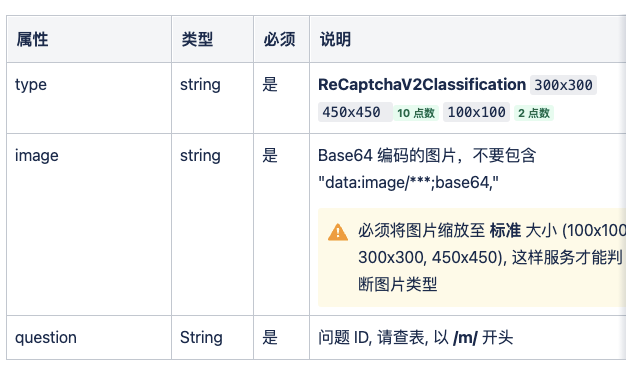 属性 类型 必须 说明
type string 是 ReCaptchaV2Classification 300x300
450x450 10 点数 100x100 2 点数
image string 是 Base64 编码的图片，不要包含
"data:image/***;base64,"
必须将图片缩放至 标准 大小 (100x100
300x300, 450x450), 这样服务才能判
断图片类型
question String 是 问题 ID, 请查表, 以 /m/ 开头